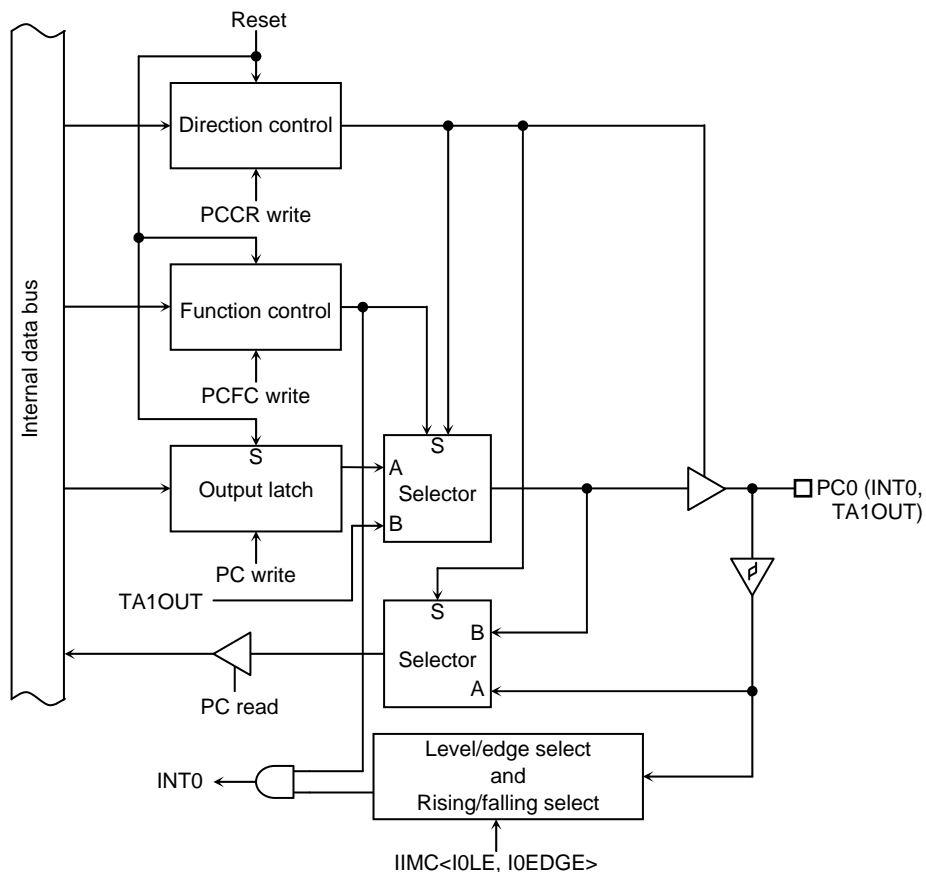 Reset
Direction control
PCCR write
Internal data bus
Function control
PCFC write
S
Output latch
PC write
S
A
Selector
B
PC0 (INT0,
TA1OUT)
TA1OUT
S
B
Selector
A
PC read
Level/edge select
and
Rising/falling select
INT0
IIMC<I0LE, I0EDGE>